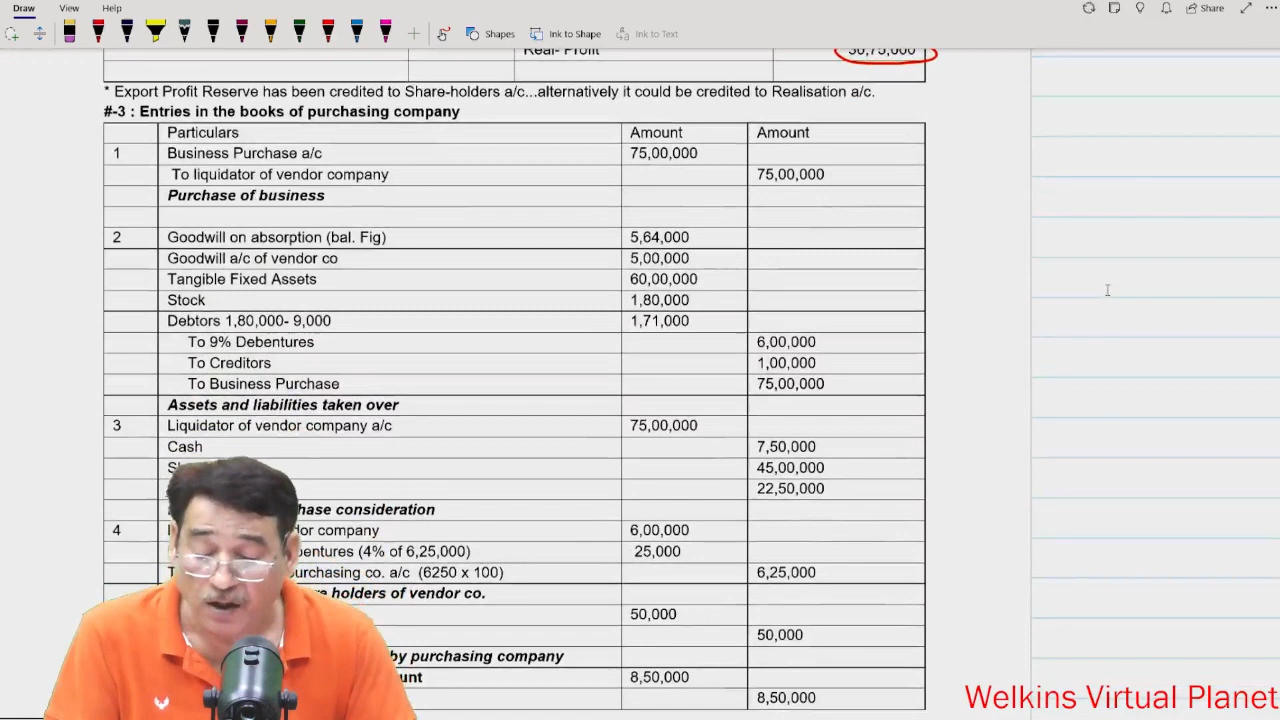 Draw View Help
Share
Shapes Ink to Shape Ink to Text
Real- Profit 30,75,000
* Export Profit Reserve has been credited to Share-holders a/c...alternatively it could be credited to Realisation a/c.
#-3 : Entries in the books of purchasing company
Particulars Amount Amount
1 Business Purchase a/c 75,00,000
To liquidator of vendor company 75,00,000
Purchase of business
2 Goodwill on absorption (bal. Fig) 5,64,000
Goodwill a/c of vendor co 5,00,000
Tangible Fixed Assets 60,00,000
Stock 1,80,000
Debtors 1,80,000- 9,000 1,71,000
To 9% Debentures 6,00,000
To Creditors 1,00,000
To Business Purchase 75,00,000
Assets and liabilities taken over
3 Liquidator of vendor company a/c 75,00,000
Cash 7,50,000
45,00,000
22,50,000
consideration
4 company 6,00,000
(4% of 6,25,000) 25,000
co. a/c (6250 x 100) 6,25,000
holders of vendor co.
50,000
50,000
by purchasing company
8,50,000
8,50,000
Welkins Virtual Planet